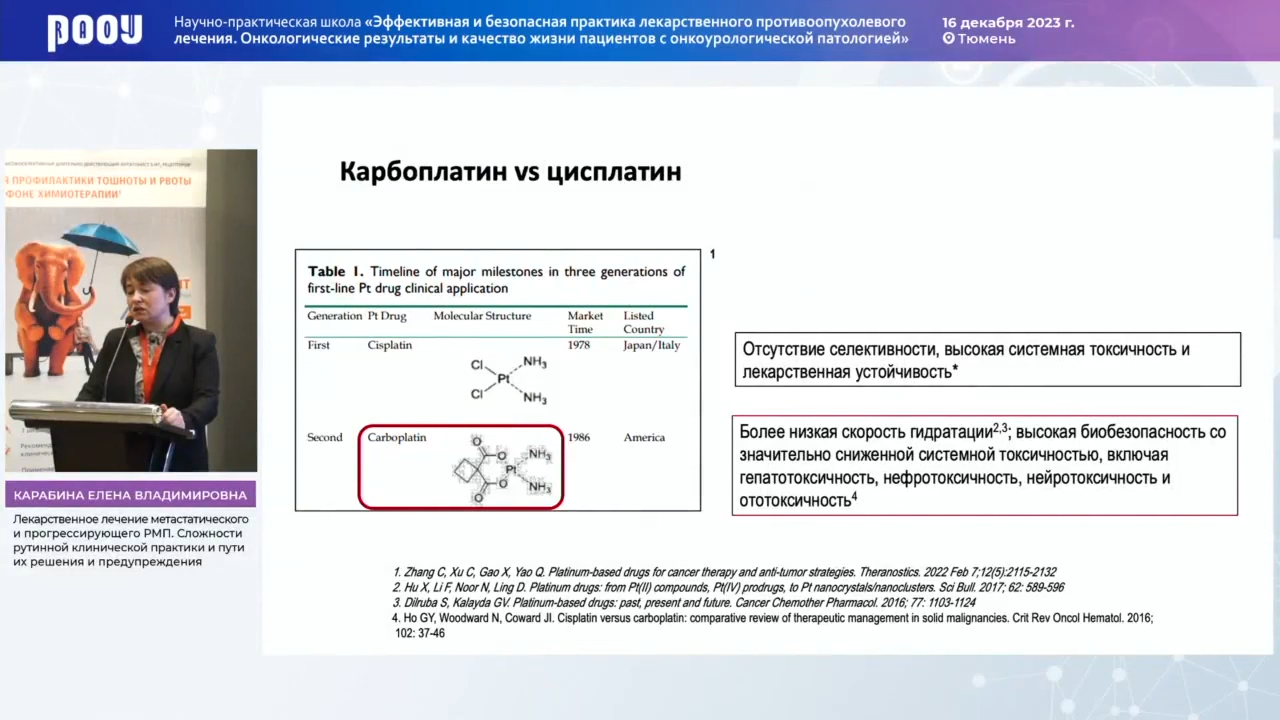 РООУ
RAOU
Научно-практическая школа «Эффективная и безопасная практика лекарственного противоопухолевого
лечения. Онкологические результаты и качество жизни пациентов с онкоурологической патологией»
16 декабря 2023 г.
Тюмень
Я ПРОФИЛАКТИКИ ТОШНОТЫ И РВОТЫ
ФОНЕ ХИМИОТЕРАПИИ¹
КАРАБИНА ЕЛЕНА ВЛАДИМИРОВНА
Лекарственное лечение метастатического
и прогрессирующего РМП. Сложности
рутинной клинической практики и пути
их решения и предупреждения
Карбоплатин vs цисплатин
1
Table 1. Timeline of major milestones in three generations of
first-line Pt drug clinical application
Generation Pt Drug Molecular Structure Market Time Listed Country
First Cisplatin 1978 Japan/Italy
Cl Cl Pt NH3 NH3
Second Carboplatin 1986 America
O O O O Pt NH3 NH3
Отсутствие селективности, высокая системная токсичность и
лекарственная устойчивость*
Более низкая скорость гидратации2,3; высокая биобезопасность со
значительно сниженной системной токсичностью, включая
гепатотоксичность, нефротоксичность, нейротоксичность и
ототоксичность4
1. Zhang C, Xu C, Gao X, Yao Q. Platinum-based drugs for cancer therapy and anti-tumor strategies. Theranostics. 2022 Feb 7;12(5):2115-2132
2. Hu X, Li F, Noor N, Ling D. Platinum drugs: from Pt(II) compounds, Pt(IV) prodrugs, to Pt nanocrystals/nanoclusters. Sci Bull. 2017; 62: 589-596
3. Dilruba S, Kalayda GV. Platinum-based drugs: past, present and future. Cancer Chemother Pharmacol. 2016; 77: 1103-1124
4. Ho GY, Woodward N, Coward JI. Cisplatin versus carboplatin: comparative review of therapeutic management in solid malignancies. Crit Rev Oncol Hematol. 2016;
102: 37-46